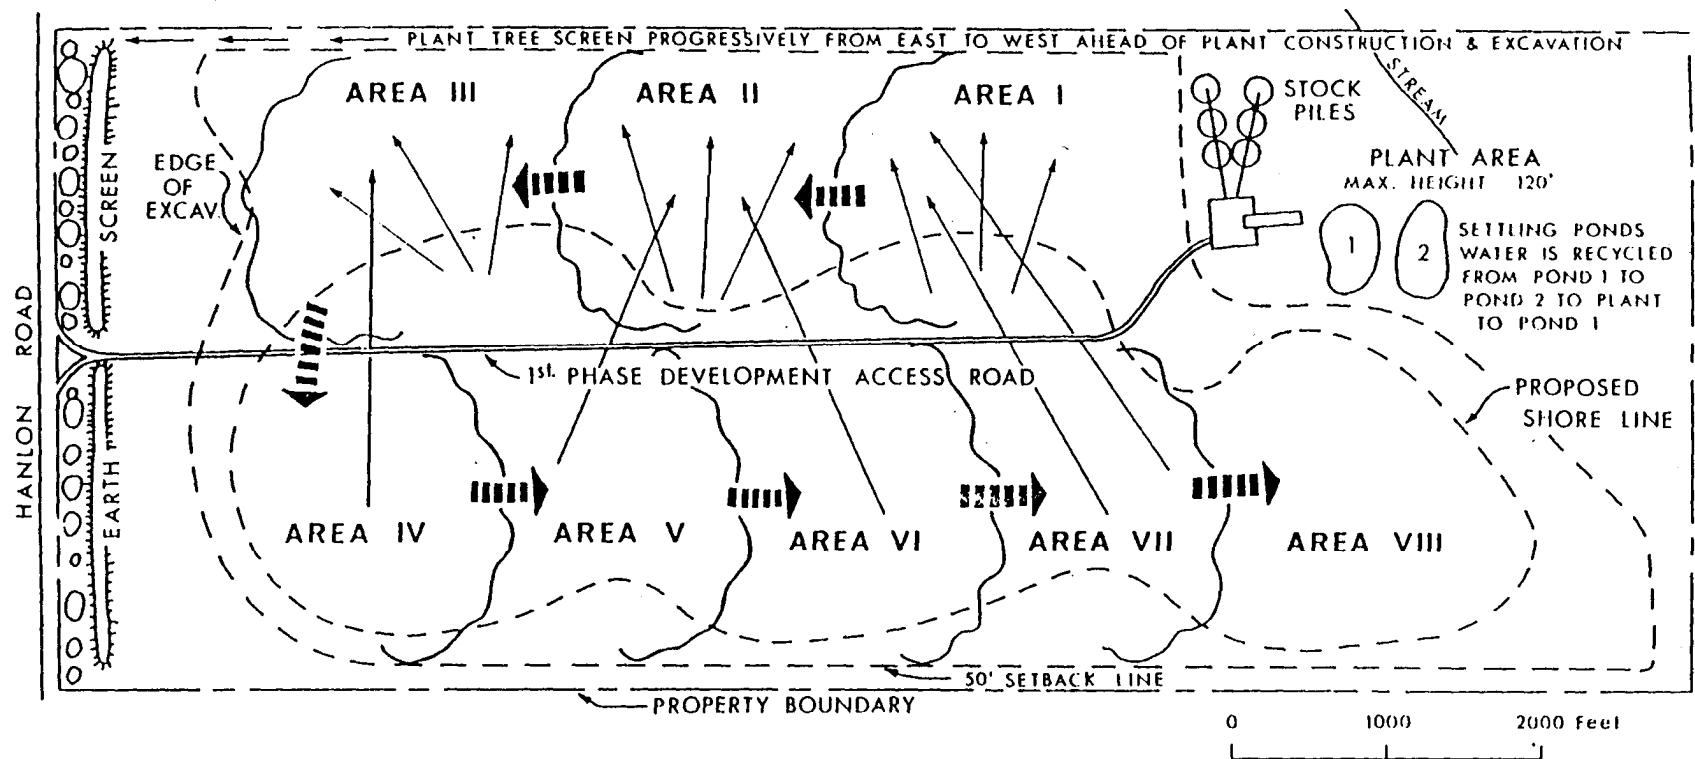 PLANT TREE SCREEN PROGRESSIVELY FROM EAST TO WEST AHEAD OF PLANT CONSTRUCTION & EXCAVATION
AREA III
AREA II
AREA I
STOCK
PILES
STREAM
PLANT AREA
MAX. HEIGHT 120'
EDGE
OF
EXCAV.
SCREEN
1
2
SETTLING PONDS
WATER IS RECYCLED
FROM POND 1 TO
POND 2 TO PLANT
TO POND 1
HANLON ROAD
1st. PHASE DEVELOPMENT ACCESS ROAD
PROPOSED
SHORE LINE
EARTH
AREA IV
AREA V
AREA VI
AREA VII
AREA VIII
50' SETBACK LINE
PROPERTY BOUNDARY
0 1000 2000 Feet